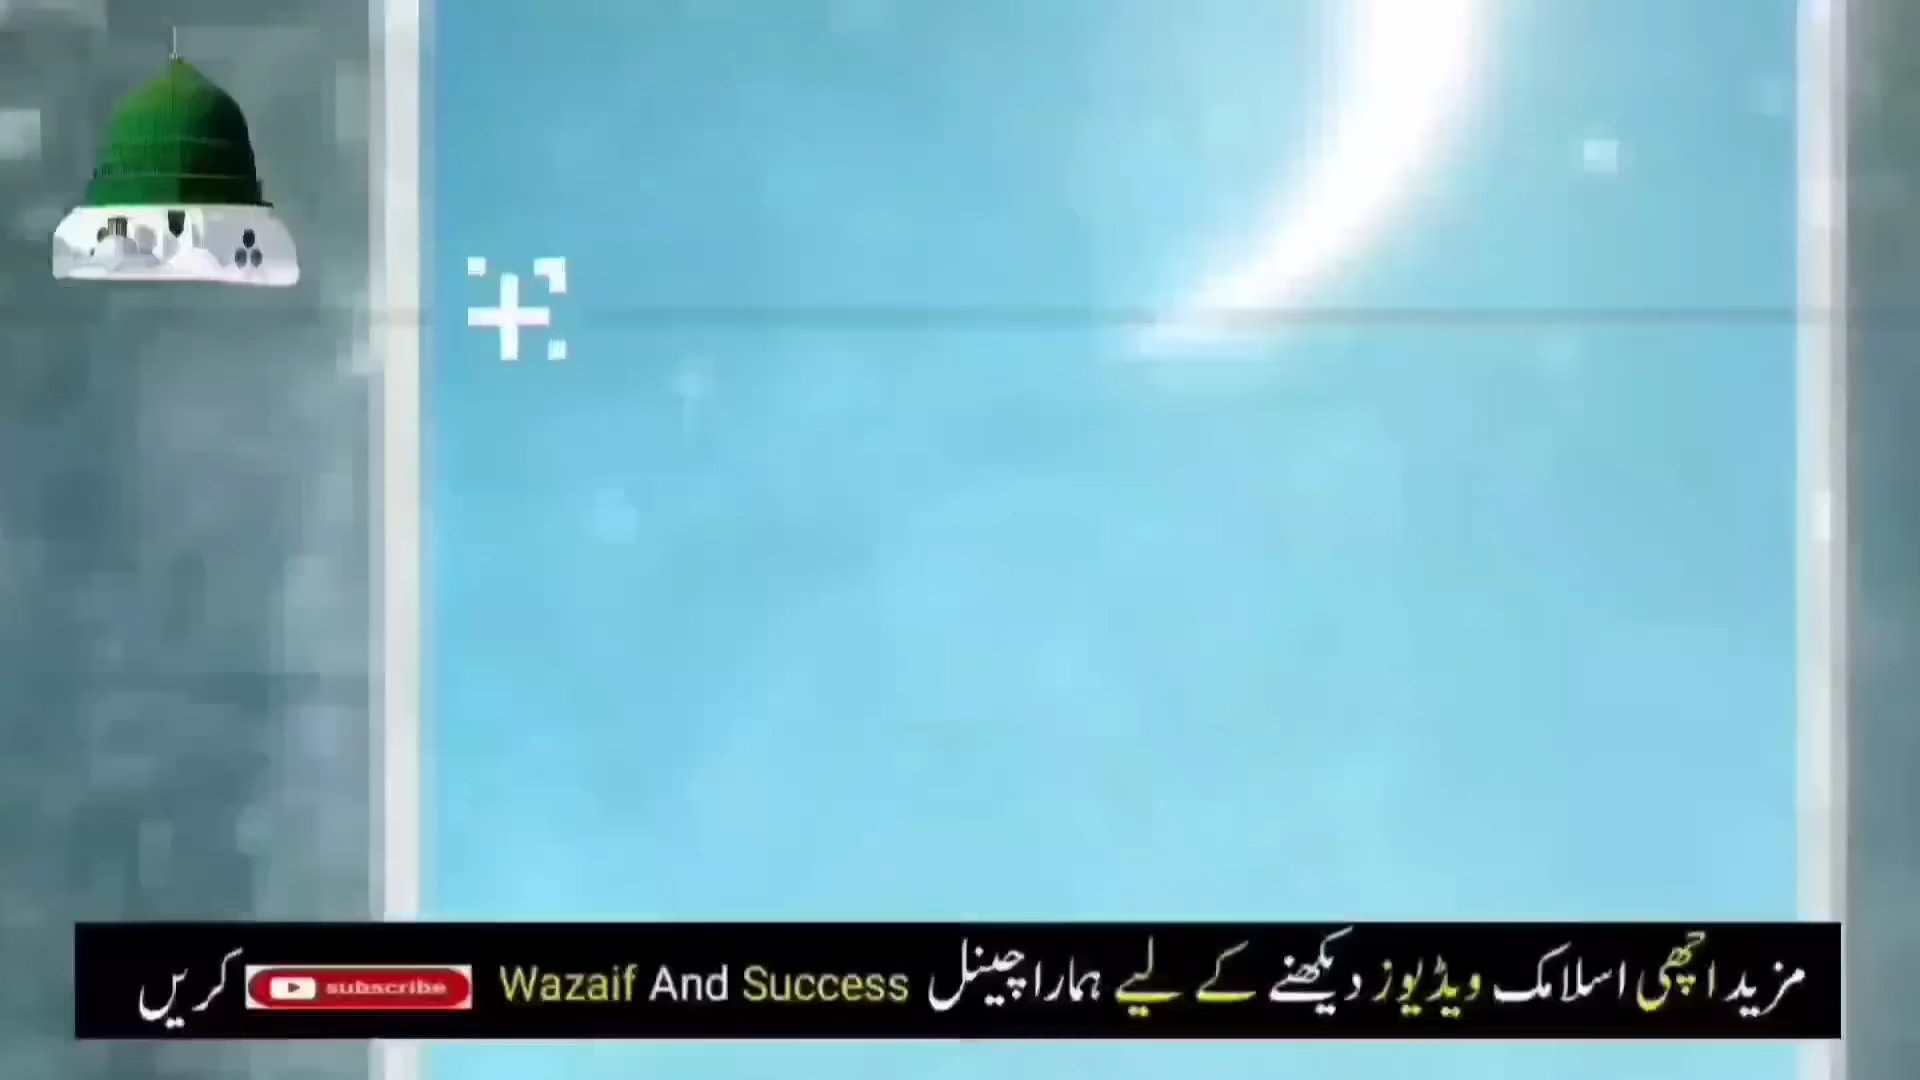 مزید اچھی اسلامک ویڈیوز دیکھنے کے لیے ہمارا چینل Wazaif And Success subscribe کریں